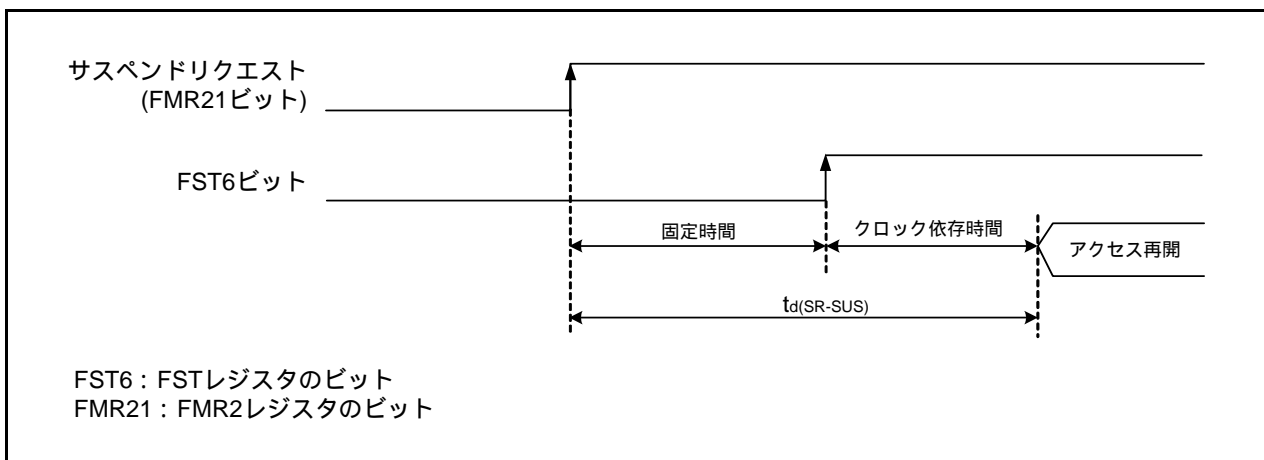 サスペンドリクエスト
(FMR21ビット)
FST6ビット
固定時間
クロック依存時間
アクセス再開
td(SR-SUS)
FST6：FSTレジスタのビット
FMR21：FMR2レジスタのビット